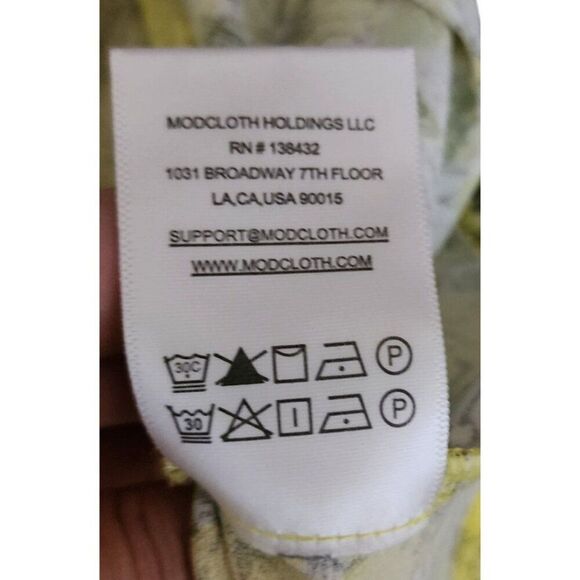 MODCLOTH HOLDINGS LLC
RN # 138432
1031 BROADWAY 7TH FLOOR
LA,CA,USA 90015
SUPPORT@MODCLOTH.COM
WWW.MODCLOTH.COM
30C P
30 P